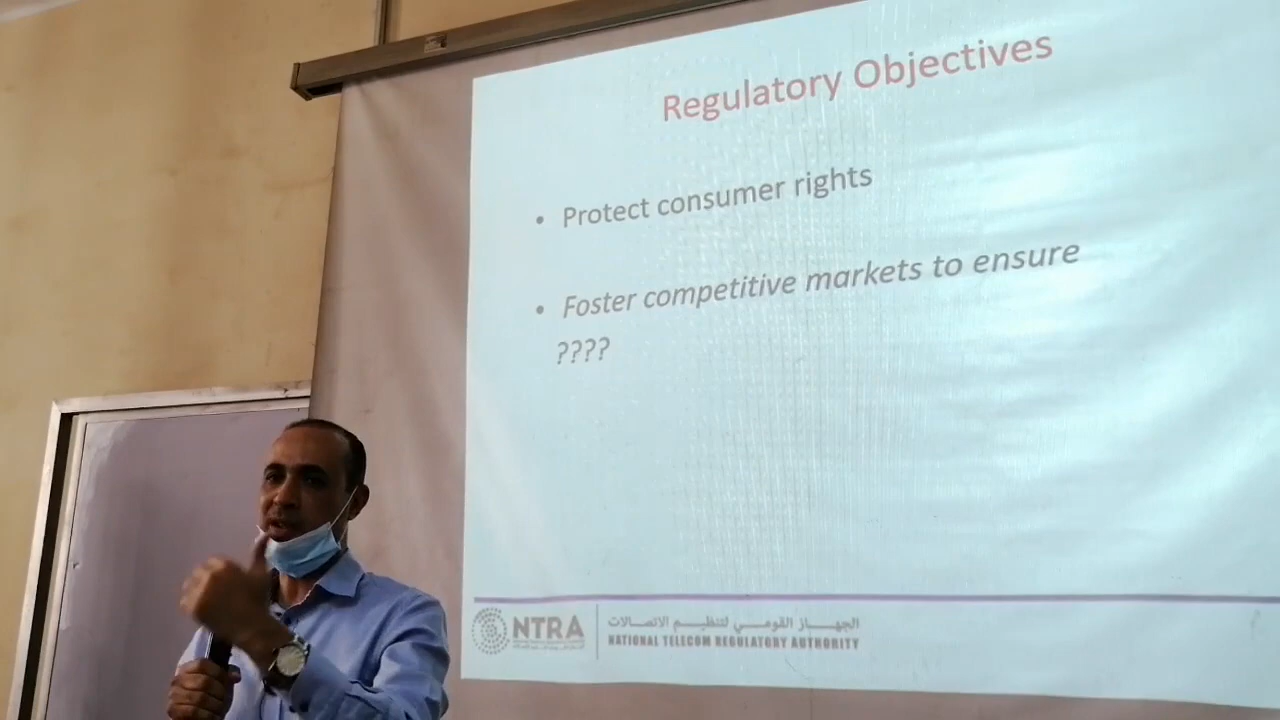 Regulatory Objectives
• Protect consumer rights
• Foster competitive markets to ensure
????
NTRA
الجهاز القومي لتنظيم الاتصالات
NATIONAL TELECOM REGULATORY AUTHORITY